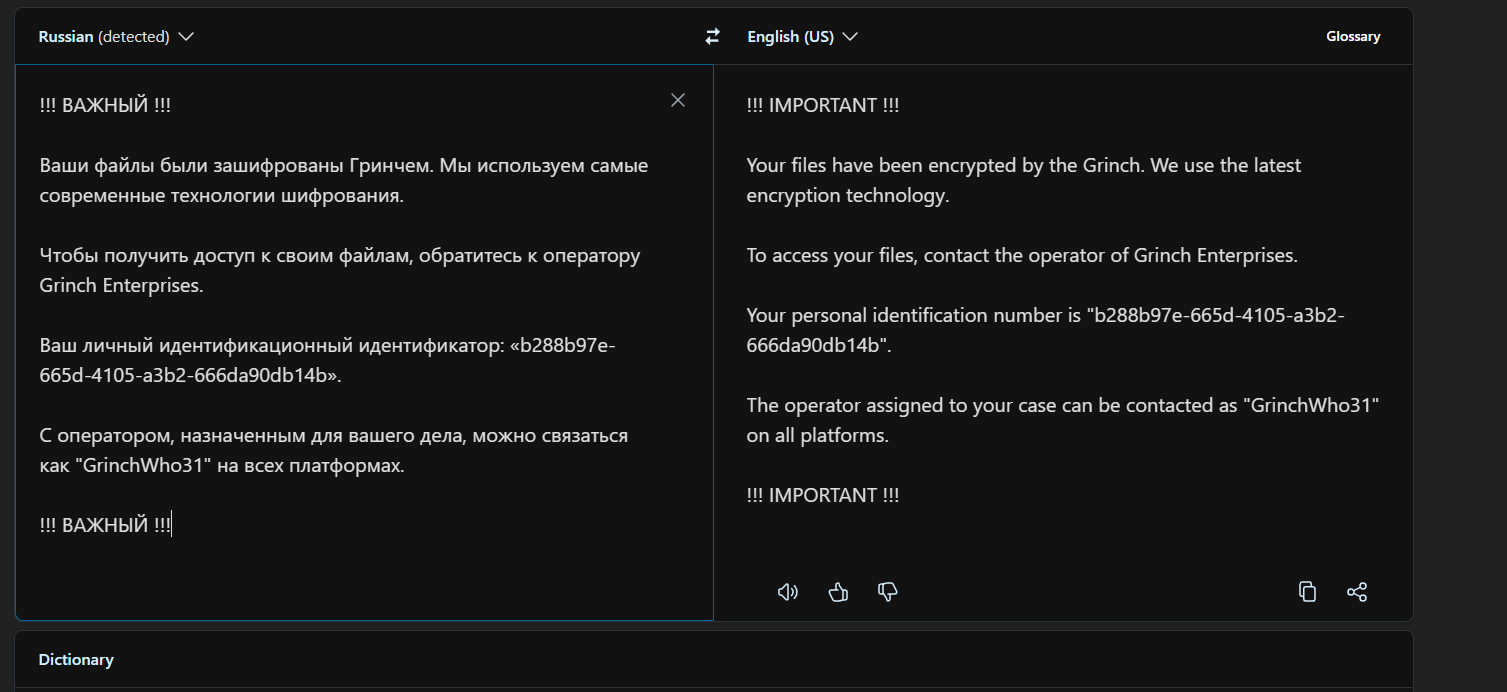 Russian (detected)
English (US)
Glossary
!!! ВАЖНЫЙ !!!
Ваши файлы были зашифрованы Гринчем. Мы используем самые
современные технологии шифрования.
Чтобы получить доступ к своим файлам, обратитесь к оператору
Grinch Enterprises.
Ваш личный идентификационный идентификатор: «b288b97e-
665d-4105-a3b2-666da90db14b».
С оператором, назначенным для вашего дела, можно связаться
как "GrinchWho31" на всех платформах.
!!! ВАЖНЫЙ !!!
!!! IMPORTANT !!!
Your files have been encrypted by the Grinch. We use the latest
encryption technology.
To access your files, contact the operator of Grinch Enterprises.
Your personal identification number is "b288b97e-665d-4105-a3b2-
666da90db14b".
The operator assigned to your case can be contacted as "GrinchWho31"
on all platforms.
!!! IMPORTANT !!!
Dictionary